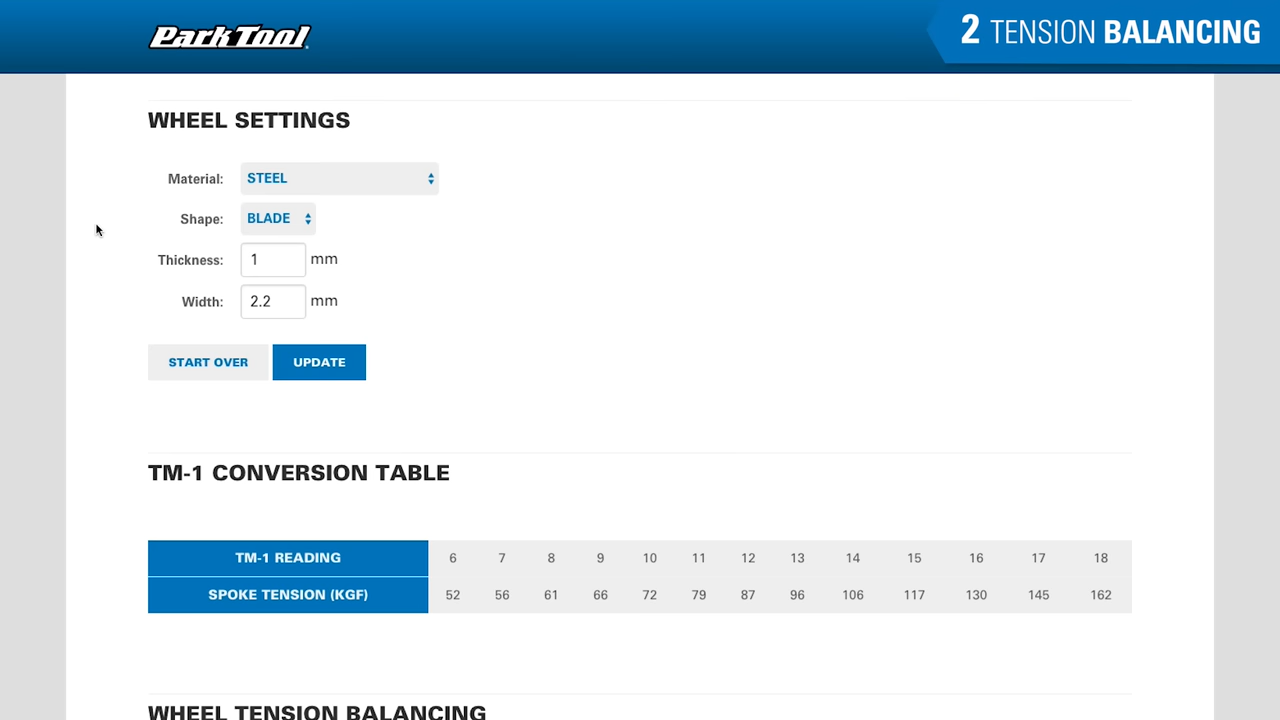 Park Tool
2 TENSION BALANCING
WHEEL SETTINGS
Material: STEEL
Shape: BLADE
Thickness: 1 mm
Width: 2.2 mm
START OVER UPDATE
TM-1 CONVERSION TABLE
TM-1 READING 6 7 8 9 10 11 12 13 14 15 16 17 18
SPOKE TENSION (KGF) 52 56 61 66 72 79 87 96 106 117 130 145 162
WHEEL TENSION BALANCING